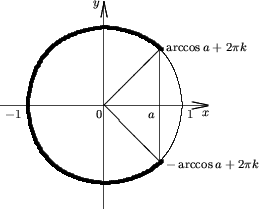 y
arccos a + 2πk
−1 0 a 1 x
− arccos a + 2πk